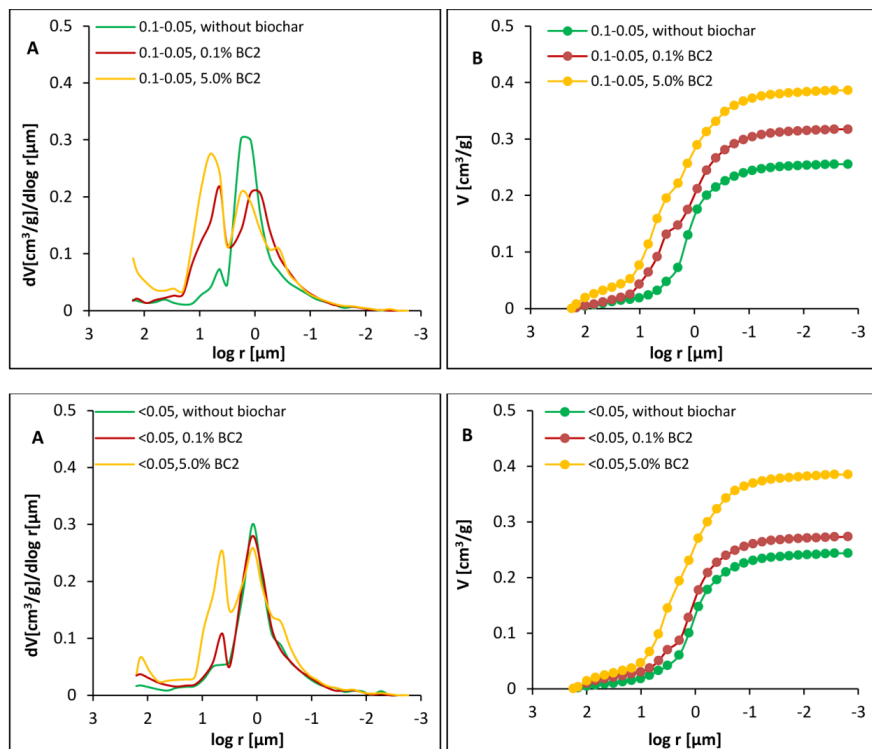 A
0.1-0.05, without biochar
0.1-0.05, 0.1% BC2
0.1-0.05, 5.0% BC2
dV[cm³/g]/dlog r[µm]
0.5
0.4
0.3
0.2
0.1
0
3 2 1 0 -1 -2 -3
log r [µm]
B
0.1-0.05, without biochar
0.1-0.05, 0.1% BC2
0.1-0.05, 5.0% BC2
V [cm³/g]
0.5
0.4
0.3
0.2
0.1
0
3 2 1 0 -1 -2 -3
log r [µm]
A
<0.05, without biochar
<0.05, 0.1% BC2
<0.05,5.0% BC2
dV[cm³/g]/dlog r[µm]
0.5
0.4
0.3
0.2
0.1
0
3 2 1 0 -1 -2 -3
log r [µm]
B
<0.05, without biochar
<0.05, 0.1% BC2
<0.05,5.0% BC2
V [cm³/g]
0.5
0.4
0.3
0.2
0.1
0
3 2 1 0 -1 -2 -3
log r [µm]